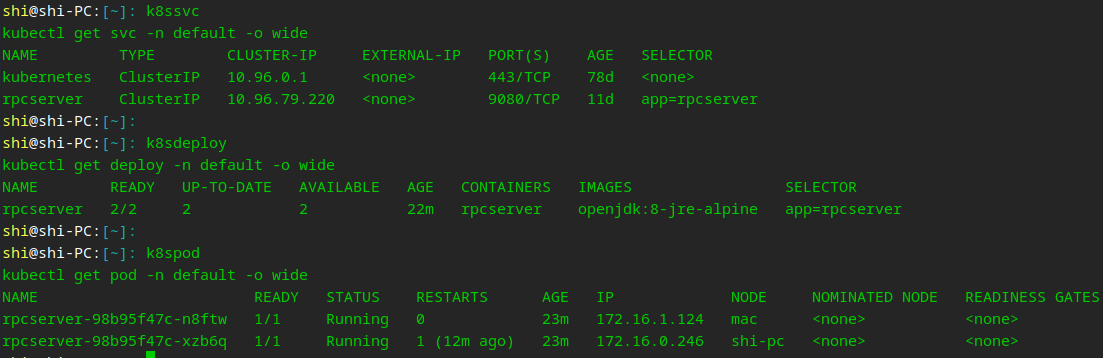 shi@shi-PC:[~]: k8ssvc
kubectl get svc -n default -o wide
NAME         TYPE        CLUSTER-IP     EXTERNAL-IP   PORT(S)    AGE   SELECTOR
kubernetes   ClusterIP   10.96.0.1      <none>        443/TCP    78d   <none>
rpcserver    ClusterIP   10.96.79.220   <none>        9080/TCP   11d   app=rpcserver
shi@shi-PC:[~]:
shi@shi-PC:[~]: k8sdeploy
kubectl get deploy -n default -o wide
NAME        READY   UP-TO-DATE   AVAILABLE   AGE   CONTAINERS   IMAGES                 SELECTOR
rpcserver   2/2     2            2           22m   rpcserver    openjdk:8-jre-alpine   app=rpcserver
shi@shi-PC:[~]:
shi@shi-PC:[~]: k8spod
kubectl get pod -n default -o wide
NAME                        READY   STATUS    RESTARTS      AGE   IP             NODE     NOMINATED NODE   READINESS GATES
rpcserver-98b95f47c-n8ftw   1/1     Running   0             23m   172.16.1.124   mac      <none>           <none>
rpcserver-98b95f47c-xzb6q   1/1     Running   1 (12m ago)   23m   172.16.0.246   shi-pc   <none>           <none>